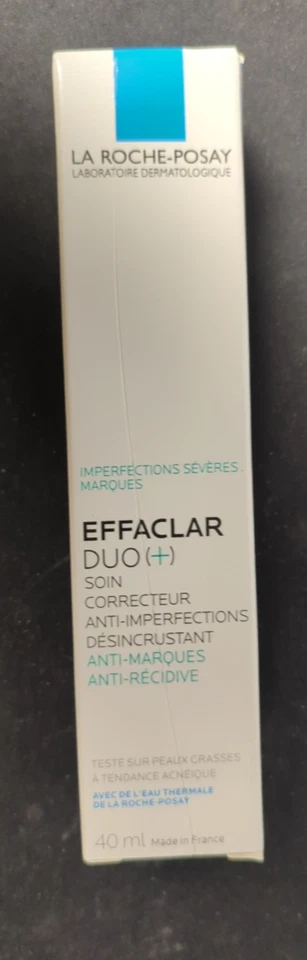 LA ROCHE-POSAY
LABORATOIRE DERMATOLOGIQUE
IMPERFECTIONS SÉVÈRES.
MARQUES
EFFACLAR
DUO(+)
SOIN
CORRECTEUR
ANTI-IMPERFECTIONS
DÉSINCRUSTANT
ANTI-MARQUES
ANTI-RÉCIDIVE
TESTÉ SUR PEAUX GRASSES
À TENDANCE ACNÉIQUE
AVEC DE L'EAU THERMALE
DE LA ROCHE-POSAY
40 ml Made in France